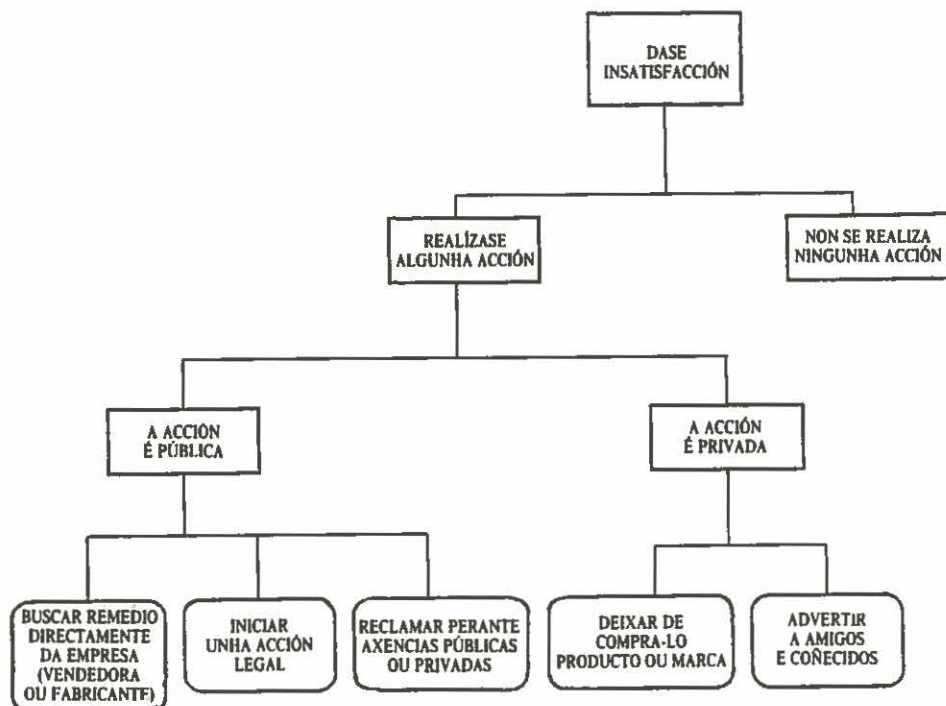 DASE
INSATISFACCIÓN
REALÍZASE
ALGUNHA ACCIÓN
NON SE REALIZA
NINGUNHA ACCIÓN
A ACCIÓN
É PÚBLICA
A ACCIÓN
É PRIVADA
BUSCAR REMEDIO
DIRECTAMENTE
DA EMPRESA
(VENDEDORA
OU FABRICANTE)
INICIAR
UNHA ACCIÓN
LEGAL
RECLAMAR PERANTE
AXENCIAS PÚBLICAS
OU PRIVADAS
DEIXAR DE
COMPRA-LO
PRODUCTO OU MARCA
ADVERTIR
A AMIGOS
E COÑECIDOS